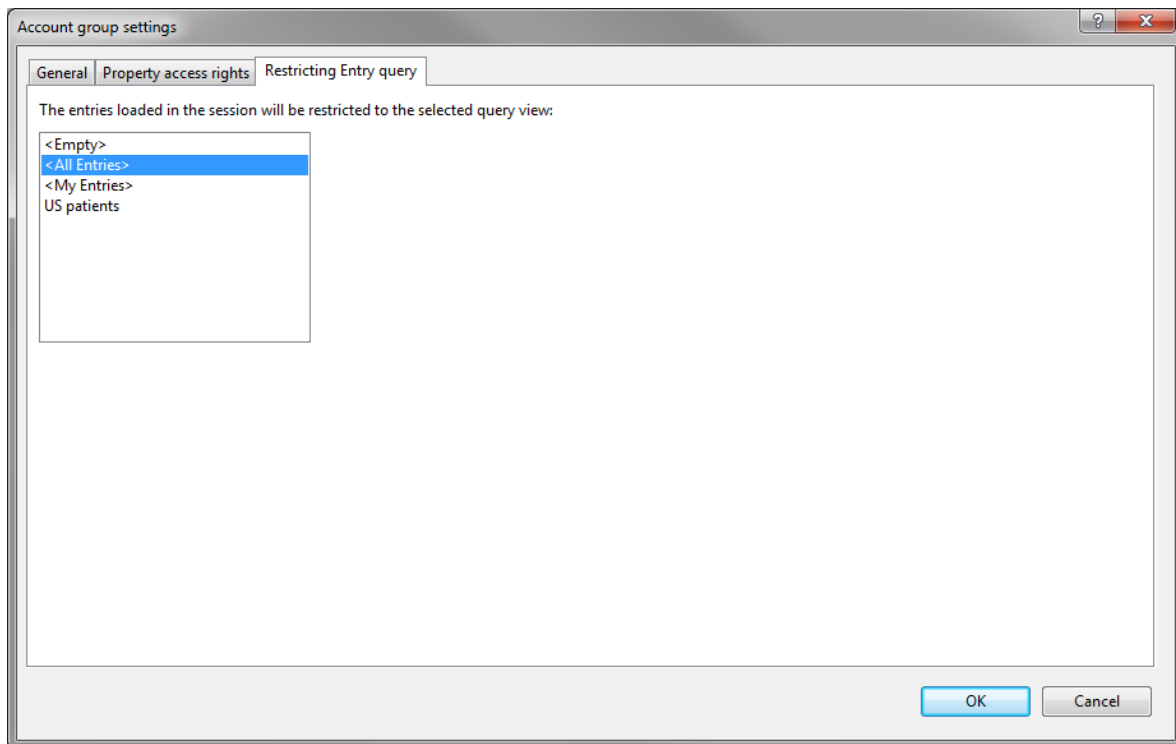 Account group settings
?
General
Property access rights
Restricting Entry query
The entries loaded in the session will be restricted to the selected query view:
<Empty>
<All Entries>
<My Entries>
US patients
OK
Cancel